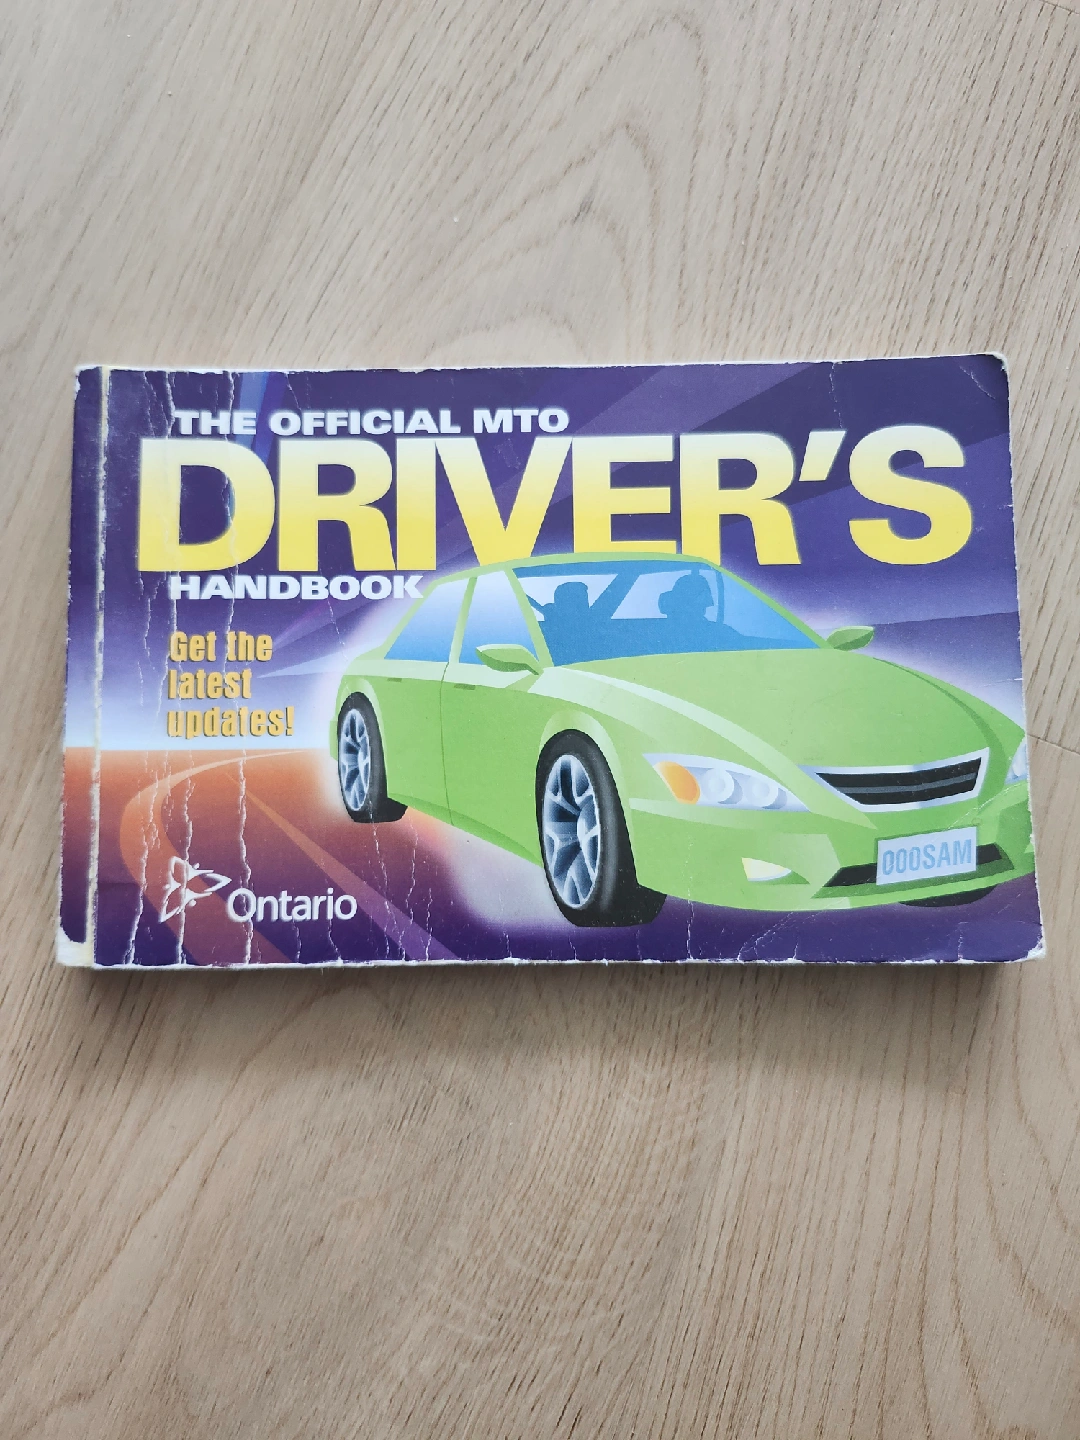 THE OFFICIAL MTO
DRIVER'S
HANDBOOK
Get the
latest
updates!
Ontario
000SAM